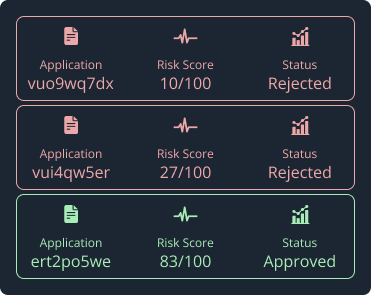 Application Risk Score Status
vuo9wq7dx 10/100 Rejected
Application Risk Score Status
vui4qw5er 27/100 Rejected
Application Risk Score Status
ert2po5we 83/100 Approved